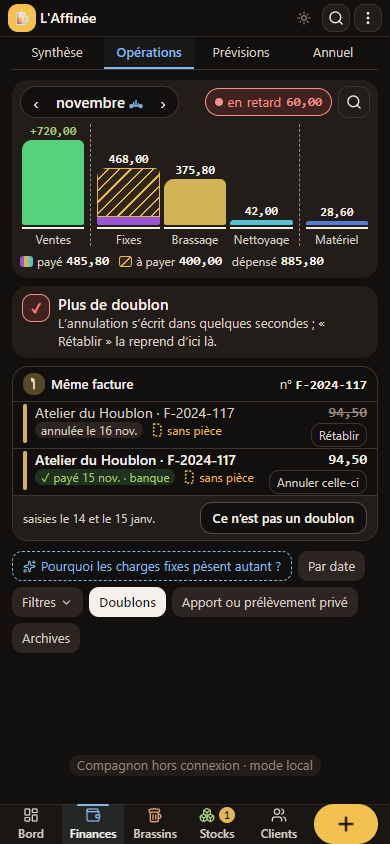 L'Affinée
Synthèse Opérations Prévisions Annuel
‹ novembre › en retard 60,00
+720,00 468,00 375,80 42,00 28,60
Ventes Fixes Brassage Nettoyage Matériel
payé 485,80 à payer 400,00 dépensé 885,80
Plus de doublon
L’annulation s’écrit dans quelques secondes ; «
Rétablir » la reprend d’ici là.
Même facture n° F-2024-117
Atelier du Houblon · F-2024-117 94,50
annulée le 16 nov. sans pièce Rétablir
Atelier du Houblon · F-2024-117 94,50
✓ payé 15 nov. · banque sans pièce Annuler celle-ci
saisies le 14 et le 15 janv. Ce n’est pas un doublon
Pourquoi les charges fixes pèsent autant ? Par date
Filtres Doublons Apport ou prélèvement privé
Archives
Compagnon hors connexion · mode local
1
Bord Finances Brassins Stocks Clients +